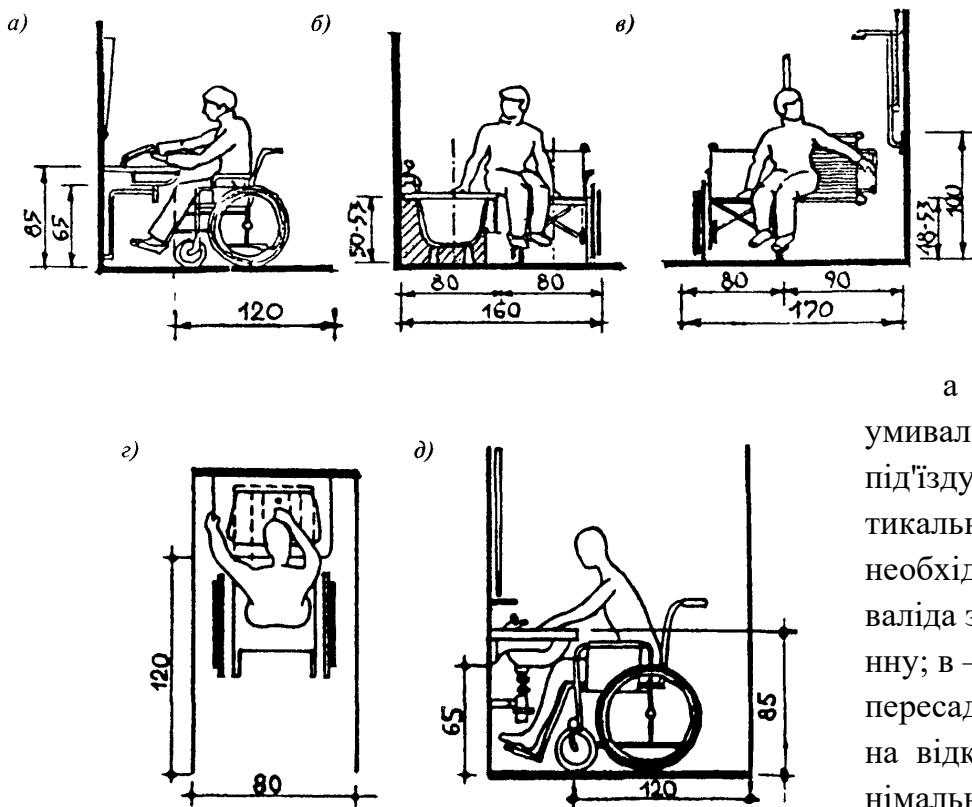 а)
б)
в)
85
65
120
50-53
80
80
160
100
48-53
80
90
170
г)
120
80
д)
65
85
120
а
умивал
під'їзду
тикальн
необхід
валіда з
нну; в –
пересад
на відк
німальн